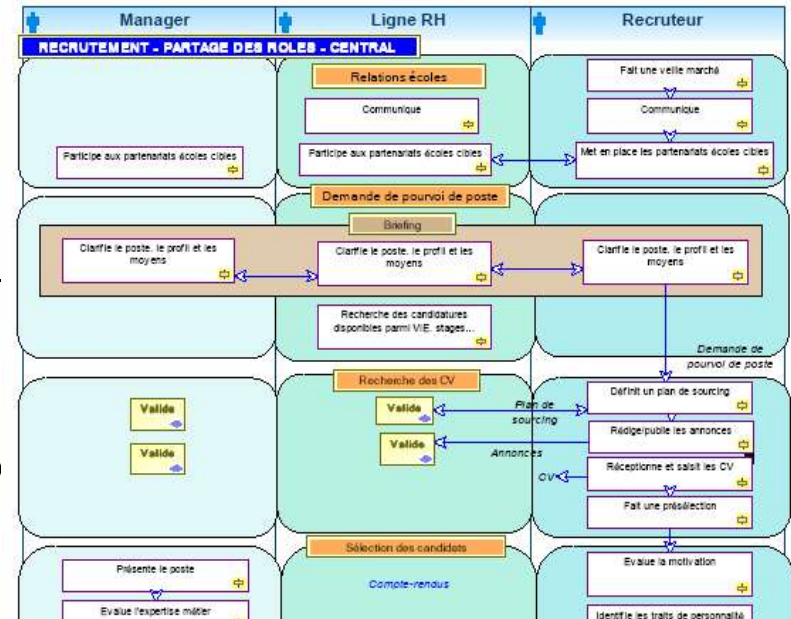 Manager
Ligne RH
Recruteur
RECRUTEMENT - PARTAGE DES ROLES - CENTRAL
Relations écoles
Fait une veille marché
Communique
Communique
Participe aux partenariats écoles cibles
Participe aux partenariats écoles cibles
Met en place les partenariats écoles cibles
Demande de pourvoi de poste
Briefing
Clarifie le poste, le profil et les
moyens
Clarifie le poste, le profil et les
moyens
Clarifie le poste, le profil et les
moyens
Recherche des candidatures
disponibles parmi VIE, stages...
Demande de
pourvoi de poste
Recherche des CV
Définit un plan de sourcing
Valide
Valide
Plan de
sourcing
Rédige/publie les annonces
Valide
Valide
Annonces
Réceptionne et saisit les CV
CV
Fait une présélection
Sélection des candidats
Présente le poste
Compte-rendus
Evalue la motivation
Evalue l'expertise métier
Identifie les traits de personnalité